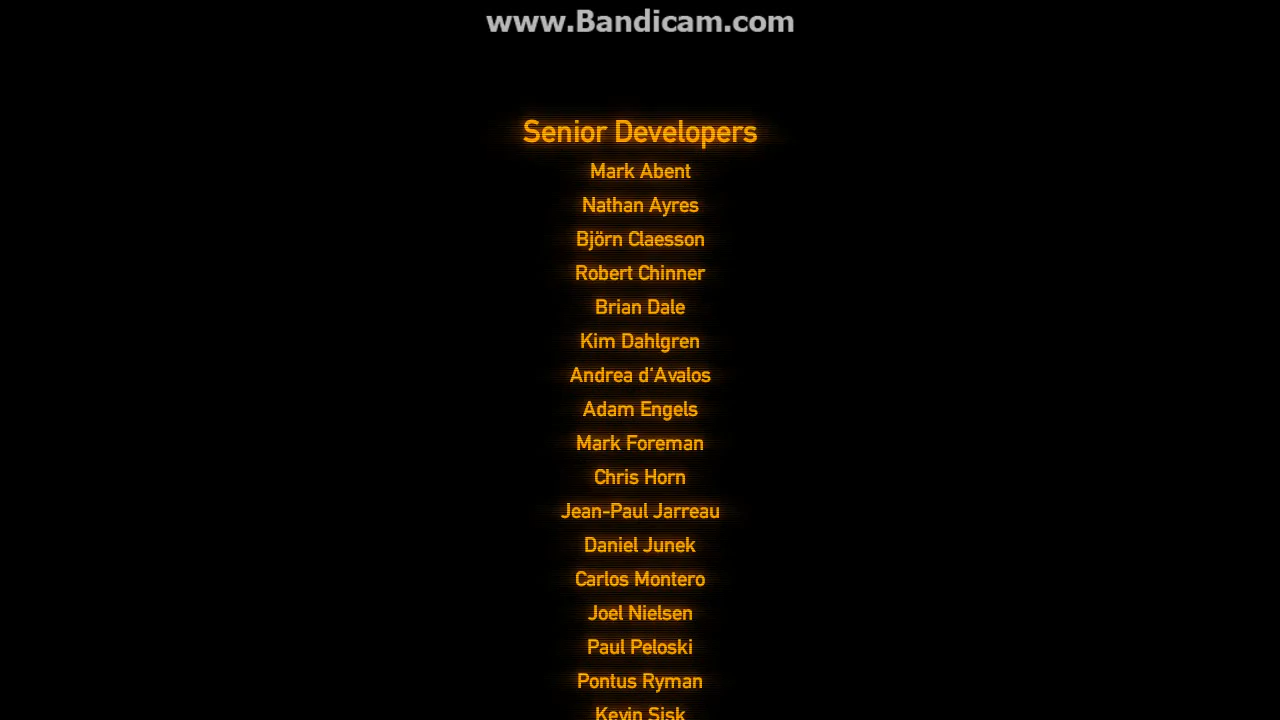 www.Bandicam.com
Senior Developers
Mark Abent
Nathan Ayres
Björn Claesson
Robert Chinner
Brian Dale
Kim Dahlgren
Andrea d'Avalos
Adam Engels
Mark Foreman
Chris Horn
Jean-Paul Jarreau
Daniel Junek
Carlos Montero
Joel Nielsen
Paul Peloski
Pontus Ryman
Kevin Sisk